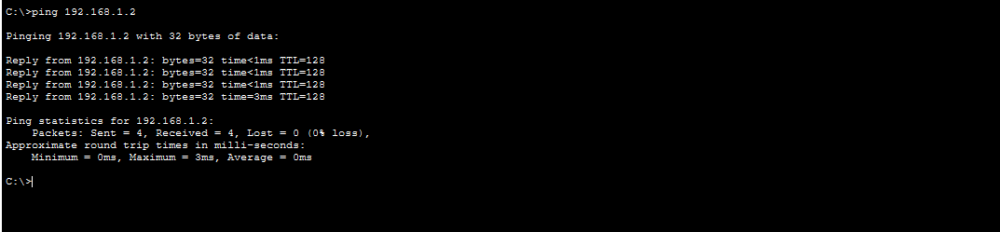 C:\>ping 192.168.1.2
Pinging 192.168.1.2 with 32 bytes of data:
Reply from 192.168.1.2: bytes=32 time<1ms TTL=128
Reply from 192.168.1.2: bytes=32 time<1ms TTL=128
Reply from 192.168.1.2: bytes=32 time<1ms TTL=128
Reply from 192.168.1.2: bytes=32 time=3ms TTL=128
Ping statistics for 192.168.1.2:
    Packets: Sent = 4, Received = 4, Lost = 0 (0% loss),
Approximate round trip times in milli-seconds:
    Minimum = 0ms, Maximum = 3ms, Average = 0ms
C:\>